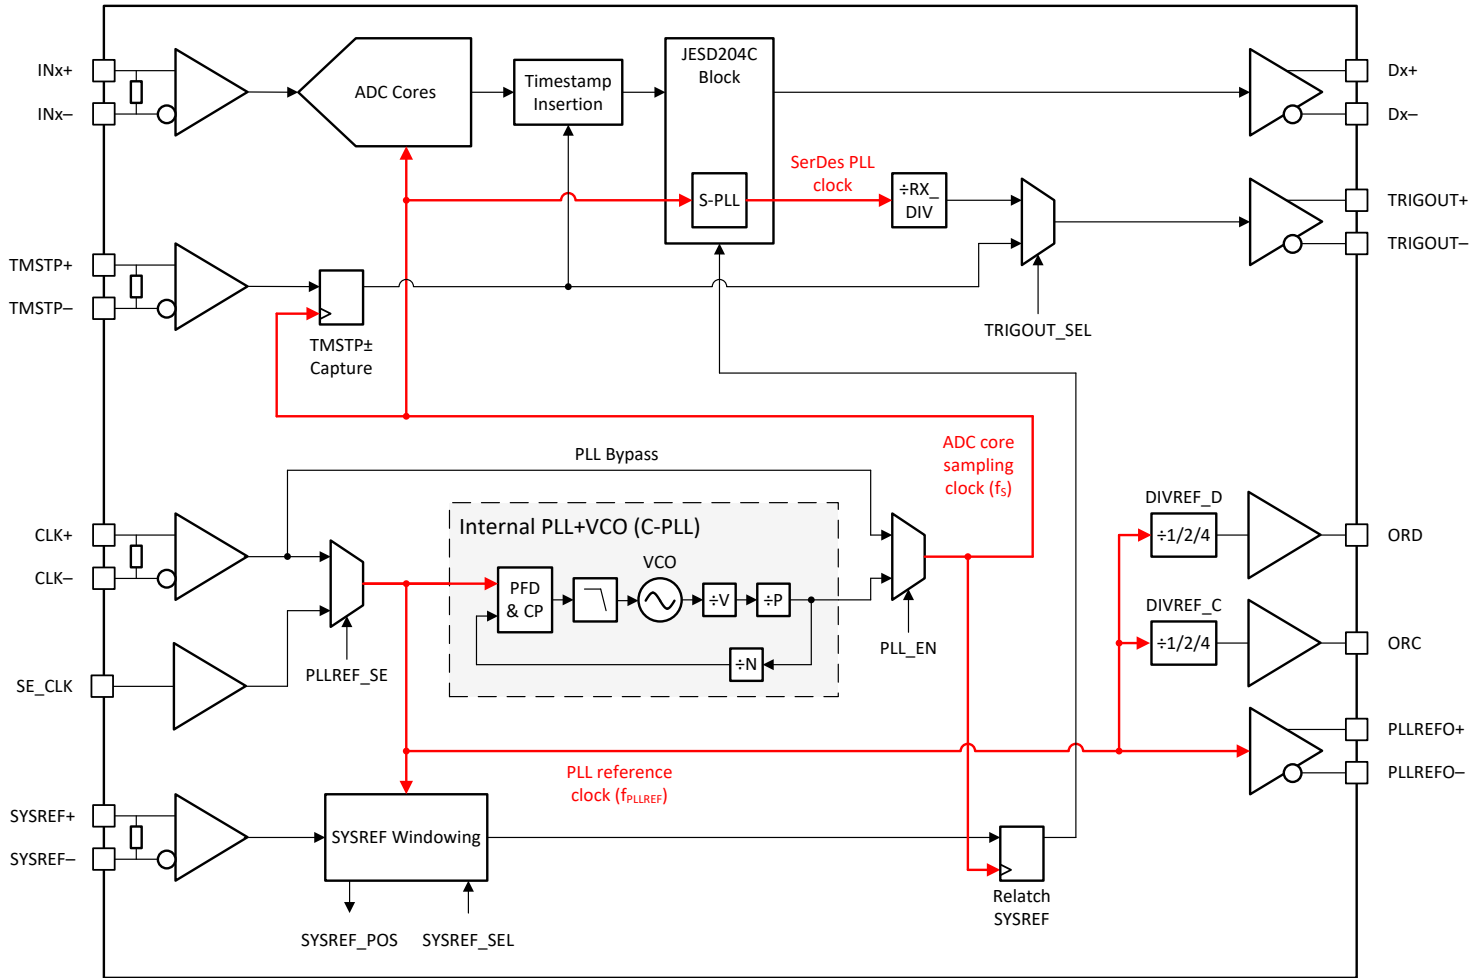 INx+
INx–
ADC Cores
Timestamp
Insertion
JESD204C
Block
Dx+
Dx–
SerDes PLL
clock
S-PLL
÷RX_
DIV
TRIGOUT+
TRIGOUT–
TMSTP+
TMSTP–
TMSTP±
Capture
TRIGOUT_SEL
PLL Bypass
ADC core
sampling
clock (fS)
CLK+
CLK–
Internal PLL+VCO (C-PLL)
VCO
PFD
& CP
÷V
÷P
÷N
PLLREF_SE
PLL_EN
DIVREF_D
÷1/2/4
ORD
DIVREF_C
÷1/2/4
ORC
SE_CLK
PLLREFO+
PLLREFO–
PLL reference
clock (fPLLREF)
SYSREF+
SYSREF–
SYSREF Windowing
Relatch
SYSREF
SYSREF_POS
SYSREF_SEL